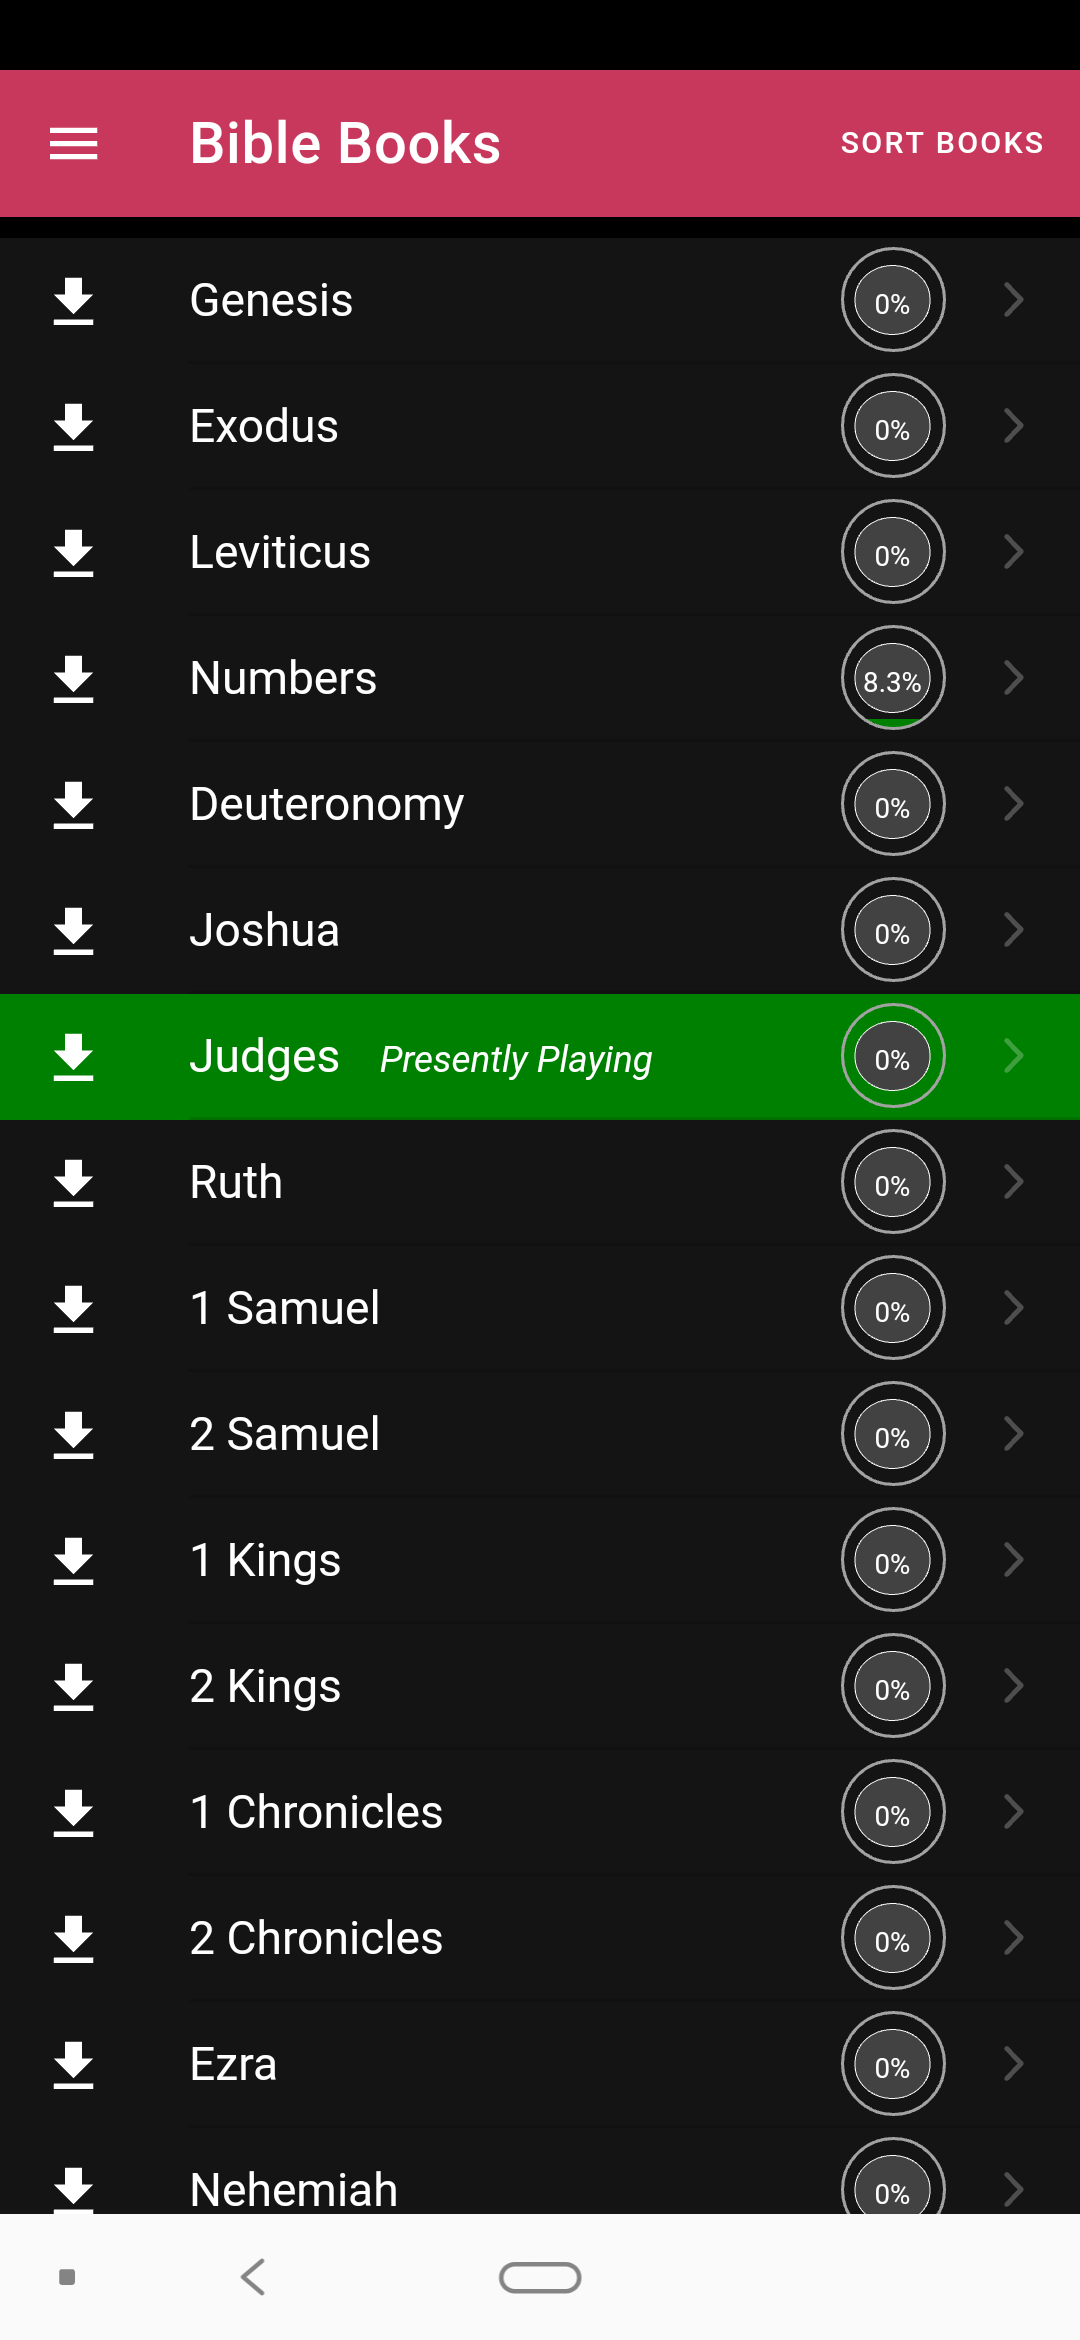 Bible Books SORT BOOKS
Genesis 0%
Exodus 0%
Leviticus 0%
Numbers 8.3%
Deuteronomy 0%
Joshua 0%
Judges Presently Playing 0%
Ruth 0%
1 Samuel 0%
2 Samuel 0%
1 Kings 0%
2 Kings 0%
1 Chronicles 0%
2 Chronicles 0%
Ezra 0%
Nehemiah 0%